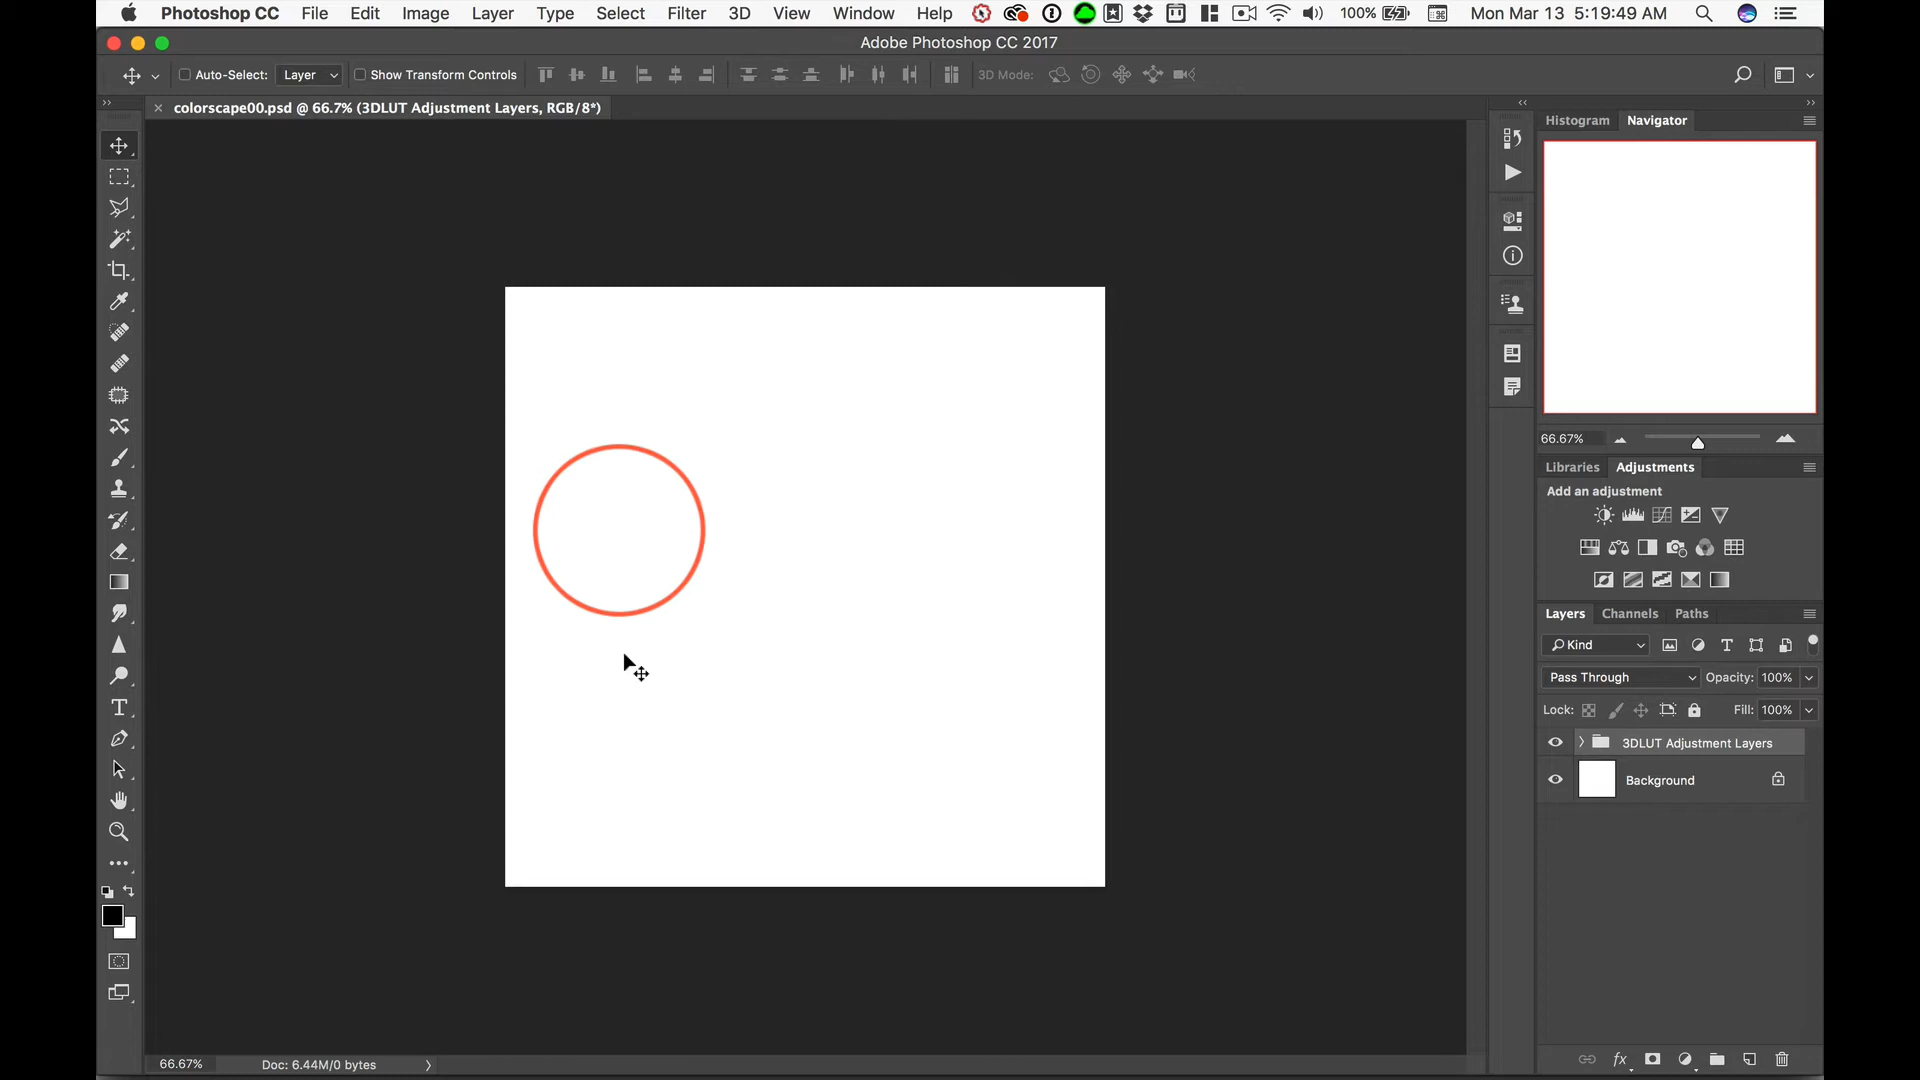 Photoshop CC File Edit Image Layer Type Select Filter 3D View Window Help 100% Mon Mar 13 5:19:49 AM
Adobe Photoshop CC 2017
Auto-Select: Layer Show Transform Controls 3D Mode:
colorscape00.psd @ 66.7% (3DLUT Adjustment Layers, RGB/8*)
Histogram Navigator
66.67%
Libraries Adjustments
Add an adjustment
Layers Channels Paths
Kind
Pass Through Opacity: 100%
Lock: Fill: 100%
3DLUT Adjustment Layers
Background
66.67% Doc: 6.44M/0 bytes